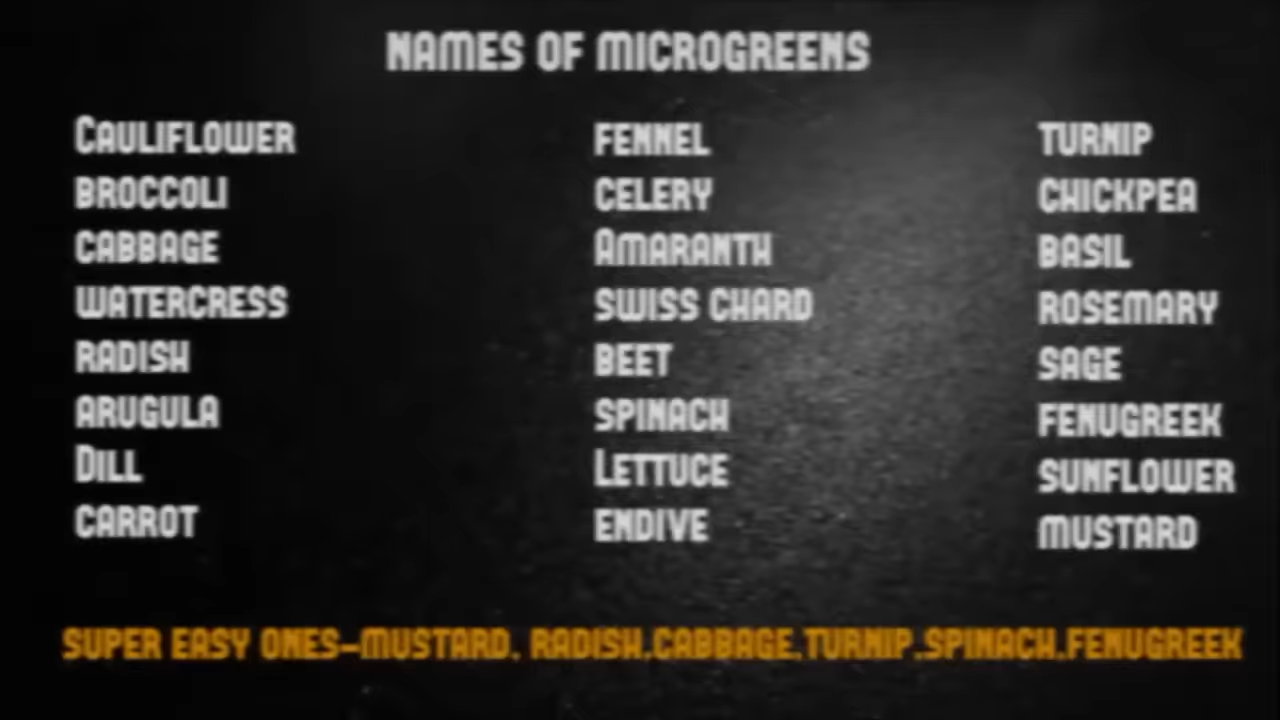 NAMES OF MICROGREENS
CAULIFLOWER
BROCCOLI
CABBAGE
WATERCRESS
RADISH
ARUGULA
DILL
CARROT
FENNEL
CELERY
AMARANTH
SWISS CHARD
BEET
SPINACH
LETTUCE
ENDIVE
TURNIP
CHICKPEA
BASIL
ROSEMARY
SAGE
FENUGREEK
SUNFLOWER
MUSTARD
SUPER EASY ONES-MUSTARD, RADISH,CABBAGE,TURNIP,SPINACH,FENUGREEK